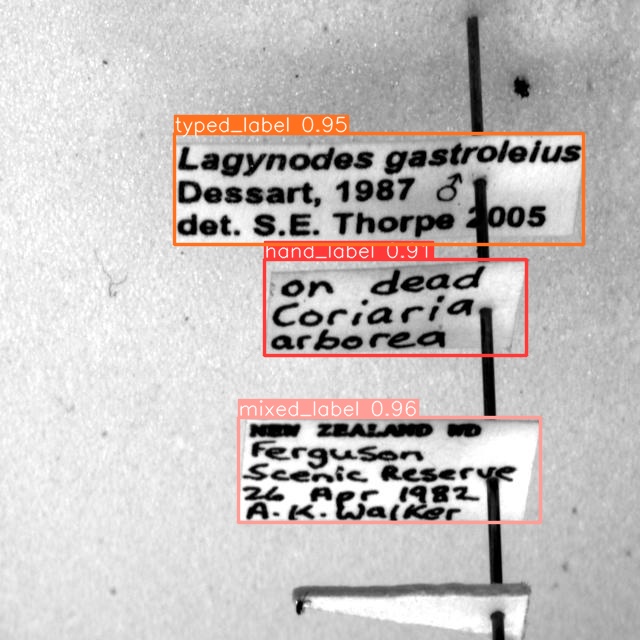 typed_label 0.95
Lagynodes gastroleius
Dessart, 1987 ♂
det. S.E. Thorpe 2005
hand_label 0.91
on dead
Coriaria
arborea
mixed_label 0.96
NEW ZEALAND WD
Ferguson
Scenic Reserve
26 Apr 1982
A.K. Walker